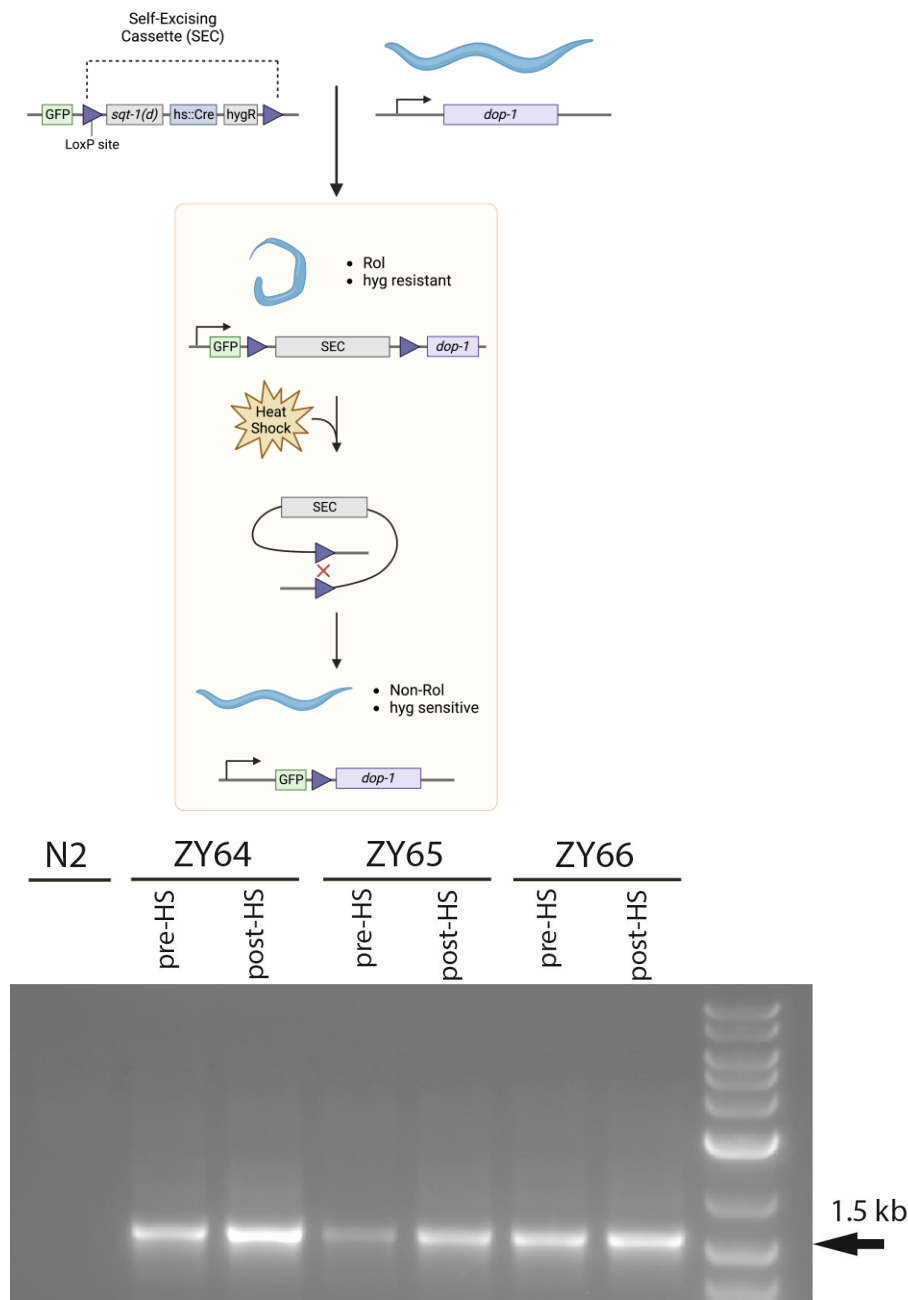 Self-Excising
Cassette (SEC)
GFP
sqt-1(d)
hs::Cre
hygR
LoxP site
dop-1
• Rol
• hyg resistant
GFP
SEC
dop-1
Heat
Shock
SEC
• Non-Rol
• hyg sensitive
GFP
dop-1
N2
ZY64
ZY65
ZY66
pre-HS
post-HS
pre-HS
post-HS
pre-HS
post-HS
1.5 kb